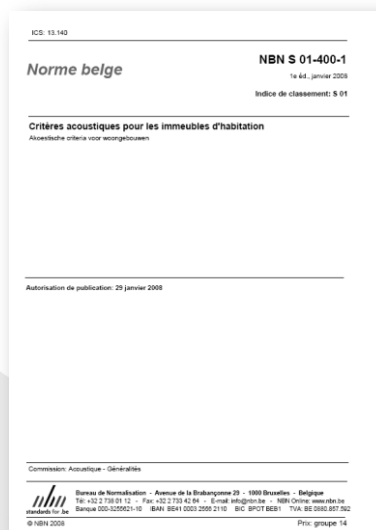 ICS: 13.140
Norme belge
NBN S 01-400-1
1e éd., janvier 2008
Indice de classement: S 01
Critères acoustiques pour les immeubles d'habitation
Akoestische criteria voor woongebouwen
Autorisation de publication: 29 janvier 2008
Commission: Acoustique - Généralités
nbn
standards for .be
Bureau de Normalisation - Avenue de la Brabançonne 29 - 1000 Bruxelles - Belgique
Tél: +32 2 738 01 12 - Fax: +32 2 733 42 64 - E-mail: info@nbn.be - NBN Online: www.nbn.be
Banque 000-3255621-10 IBAN BE41 0003 2556 2110 BIC BPOTBEB1 TVA: BE 0880.857.592
© NBN 2008
Prix: groupe 14